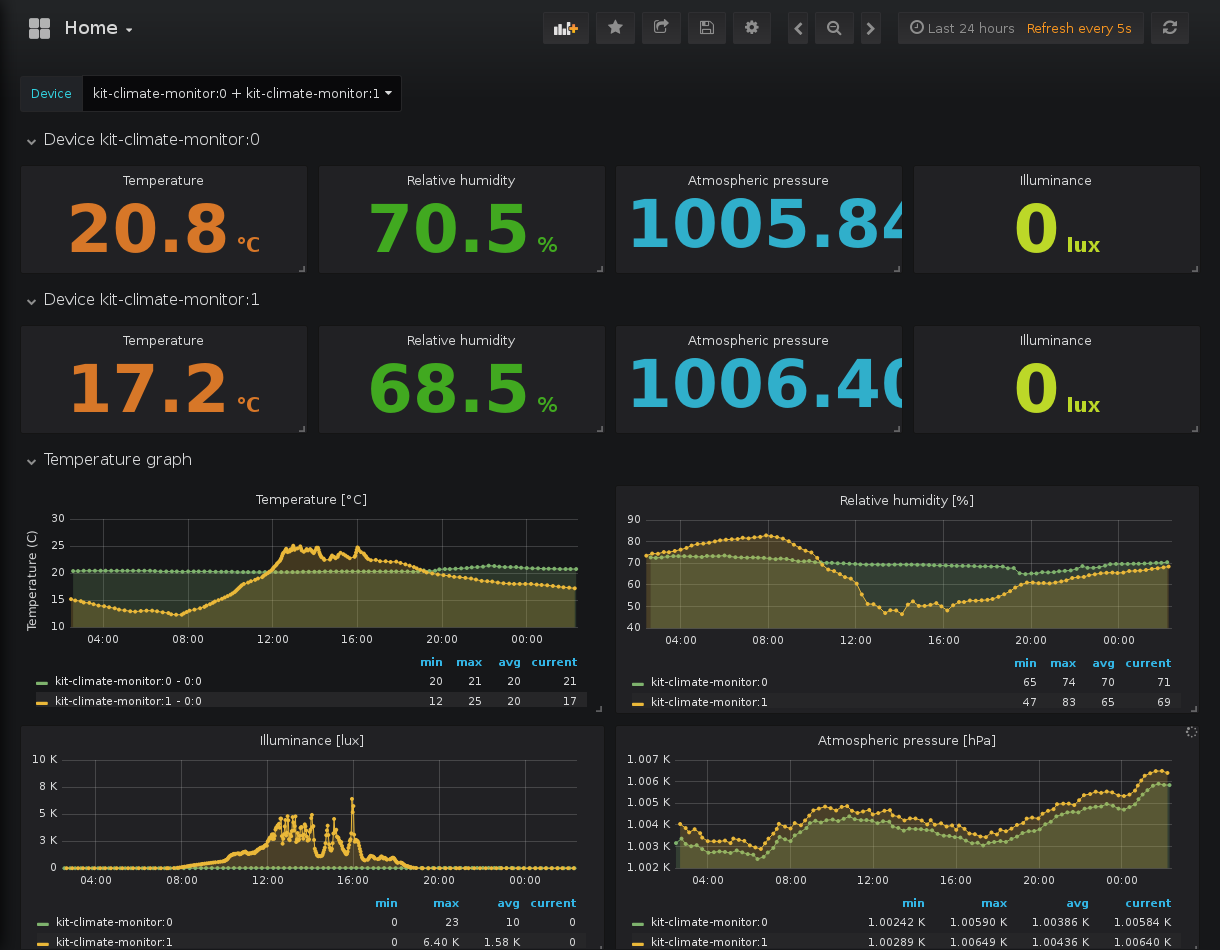 Home
Last 24 hours Refresh every 5s
Device kit-climate-monitor:0 + kit-climate-monitor:1
Device kit-climate-monitor:0
Temperature Relative humidity Atmospheric pressure Illuminance
20.8 °C 70.5 % 1005.84 0 lux
Device kit-climate-monitor:1
Temperature Relative humidity Atmospheric pressure Illuminance
17.2 °C 68.5 % 1006.40 0 lux
Temperature graph
Temperature [°C]
Temperature (C)
30
25
20
15
10
04:00 08:00 12:00 16:00 20:00 00:00
min max avg current
kit-climate-monitor:0 - 0:0 20 21 20 21
kit-climate-monitor:1 - 0:0 12 25 20 17
Relative humidity [%]
90
80
70
60
50
40
04:00 08:00 12:00 16:00 20:00 00:00
min max avg current
kit-climate-monitor:0 65 74 70 71
kit-climate-monitor:1 47 83 65 69
Illuminance [lux]
10 K
8 K
5 K
3 K
0
04:00 08:00 12:00 16:00 20:00 00:00
min max avg current
kit-climate-monitor:0 0 23 10 0
kit-climate-monitor:1 0 6.40 K 1.58 K 0
Atmospheric pressure [hPa]
1.007 K
1.006 K
1.005 K
1.004 K
1.003 K
1.002 K
04:00 08:00 12:00 16:00 20:00 00:00
min max avg current
kit-climate-monitor:0 1.00242 K 1.00590 K 1.00386 K 1.00584 K
kit-climate-monitor:1 1.00289 K 1.00649 K 1.00436 K 1.00640 K